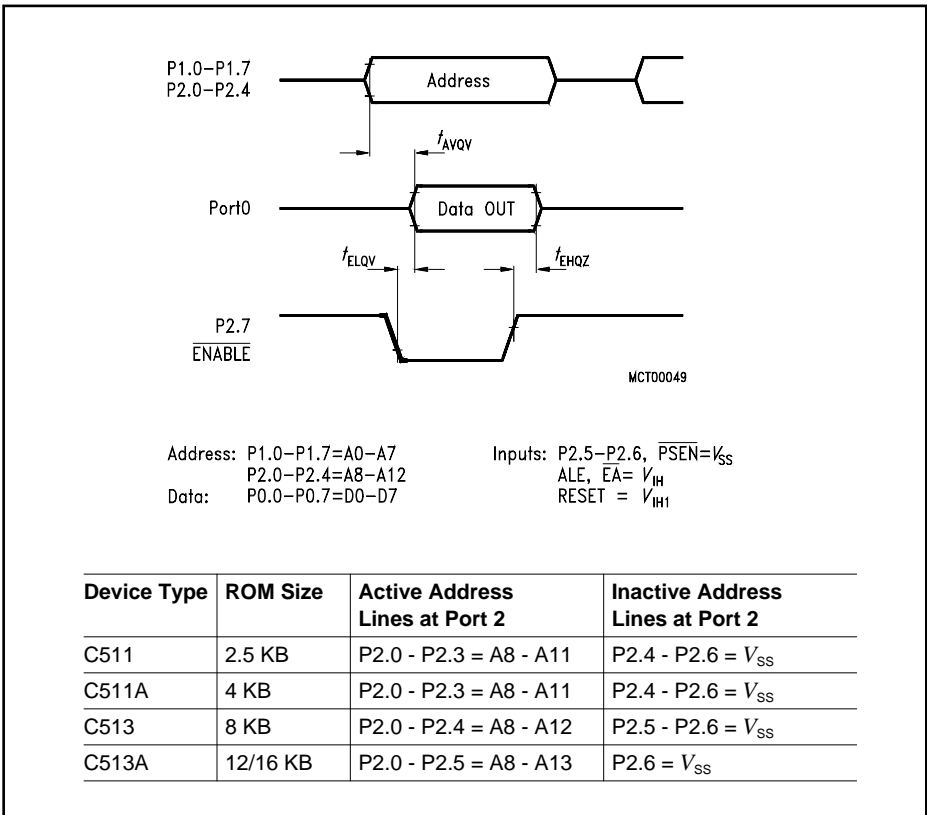 P1.0–P1.7
P2.0–P2.4
Address
tAVQV
Port0
Data OUT
tELQV
tEHQZ
P2.7
ENABLE
MCT00049
Address: P1.0–P1.7=A0–A7
P2.0–P2.4=A8–A12
Data: P0.0–P0.7=D0–D7
Inputs: P2.5–P2.6, PSEN=VSS
ALE, EA= VIH
RESET = VIH1
Device Type ROM Size Active Address Lines at Port 2 Inactive Address Lines at Port 2
C511 2.5 KB P2.0 - P2.3 = A8 - A11 P2.4 - P2.6 = VSS
C511A 4 KB P2.0 - P2.3 = A8 - A11 P2.4 - P2.6 = VSS
C513 8 KB P2.0 - P2.4 = A8 - A12 P2.5 - P2.6 = VSS
C513A 12/16 KB P2.0 - P2.5 = A8 - A13 P2.6 = VSS